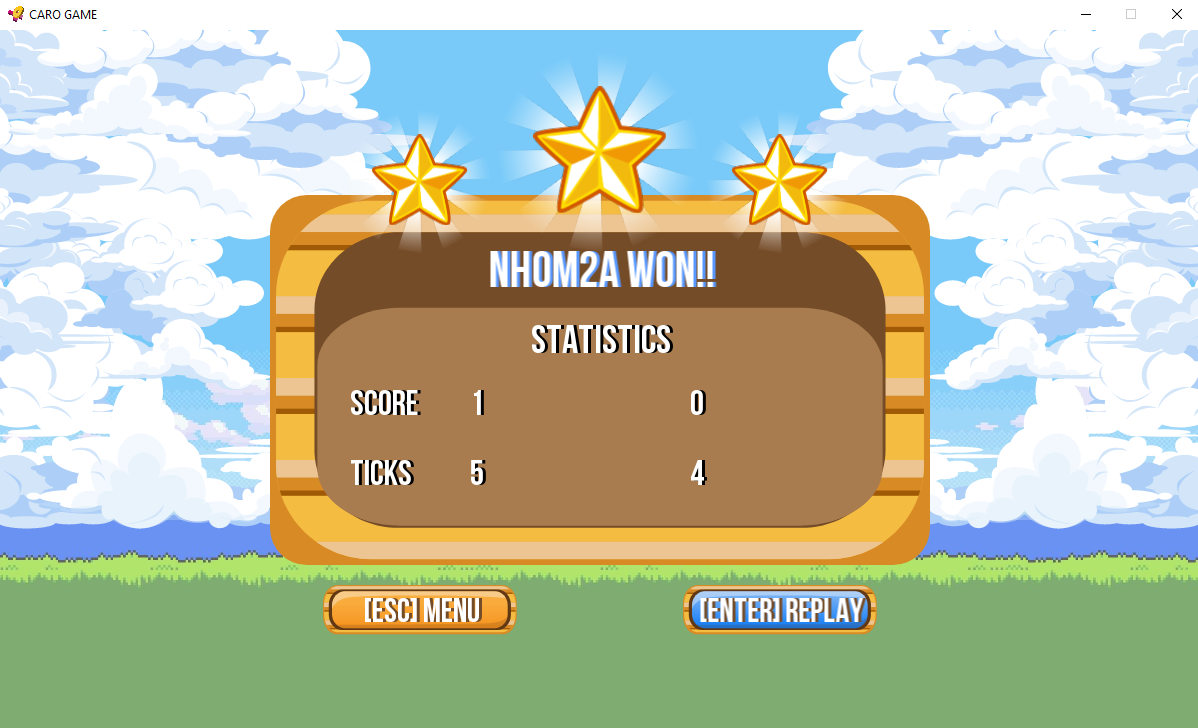 CARO GAME
NHOM2A WON!!
STATISTICS
SCORE 1 0
TICKS 5 4
[ESC] MENU [ENTER] REPLAY